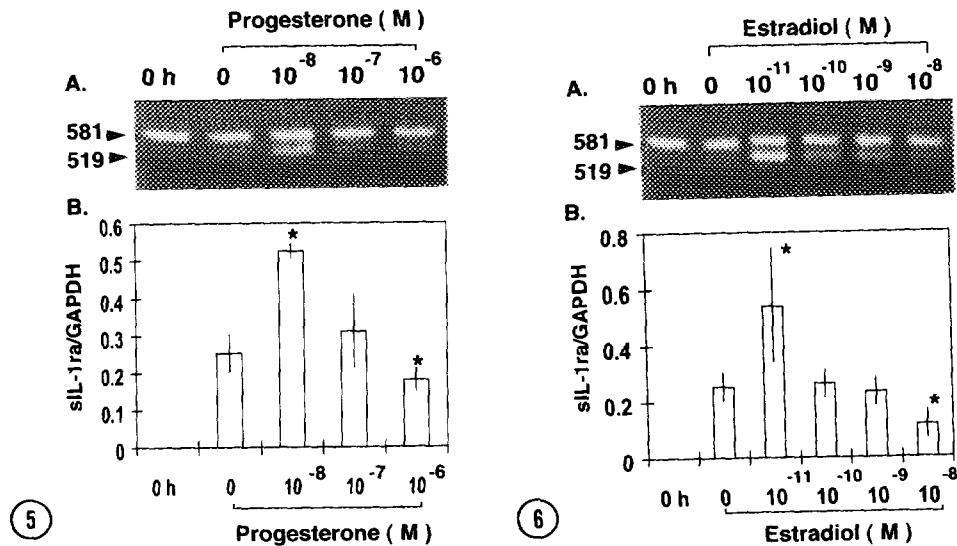 Progesterone ( M )
A.
0 h 0 10⁻⁸ 10⁻⁷ 10⁻⁶
581
519
B.
sIL-1ra/GAPDH
0.6
0.5
0.4
0.3
0.2
0.1
0
*
*
0 h 0 10⁻⁸ 10⁻⁷ 10⁻⁶
Progesterone ( M )
5
Estradiol ( M )
A.
0 h 0 10⁻¹¹ 10⁻¹⁰ 10⁻⁹ 10⁻⁸
581
519
B.
sIL-1ra/GAPDH
0.8
0.6
0.4
0.2
0
*
*
0 h 0 10⁻¹¹ 10⁻¹⁰ 10⁻⁹ 10⁻⁸
Estradiol ( M )
6